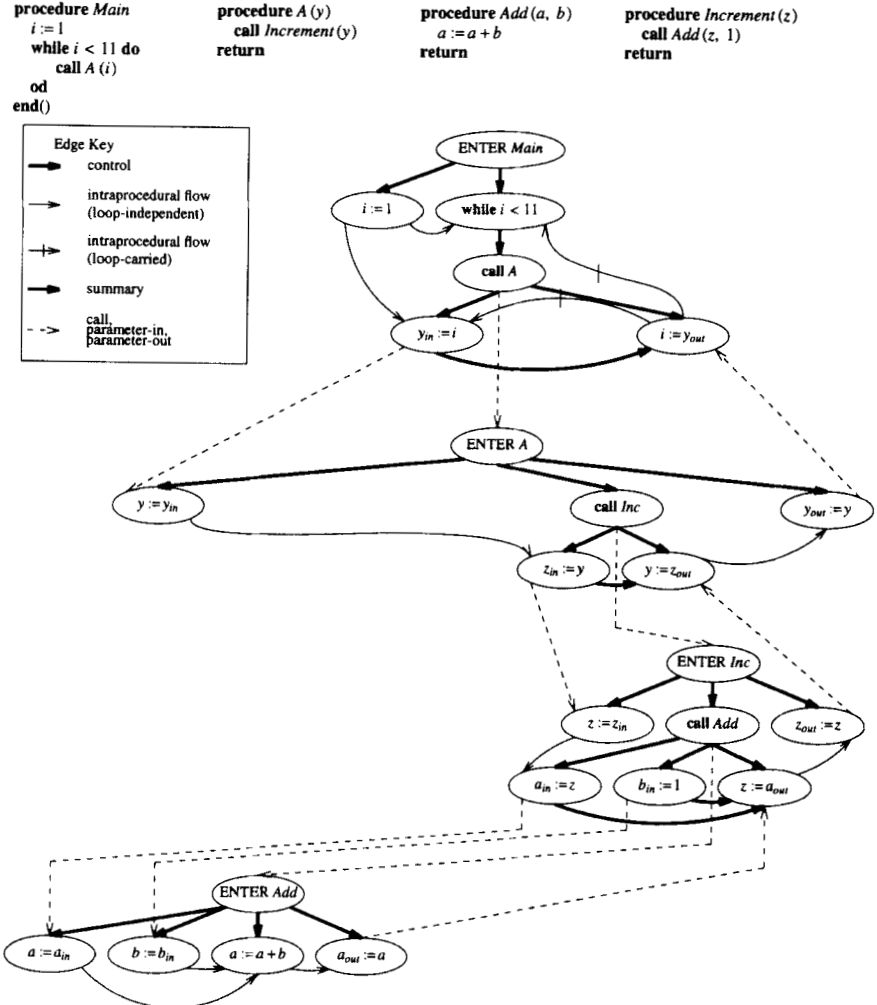 procedure Main
i := 1
while i < 11 do
call A (i)
od
end()
procedure A (y)
call Increment (y)
return
procedure Add (a, b)
a := a + b
return
procedure Increment (z)
call Add (z, 1)
return
Edge Key
control
intraprocedural flow
(loop-independent)
intraprocedural flow
(loop-carried)
summary
call,
parameter-in,
parameter-out
ENTER Main
i := 1
while i < 11
call A
y_in := i
i := y_out
ENTER A
y := y_in
call Inc
y_out := y
z_in := y
y := z_out
ENTER Inc
z := z_in
call Add
z_out := z
a_in := z
b_in := 1
z := a_out
ENTER Add
a := a_in
b := b_in
a := a + b
a_out := a